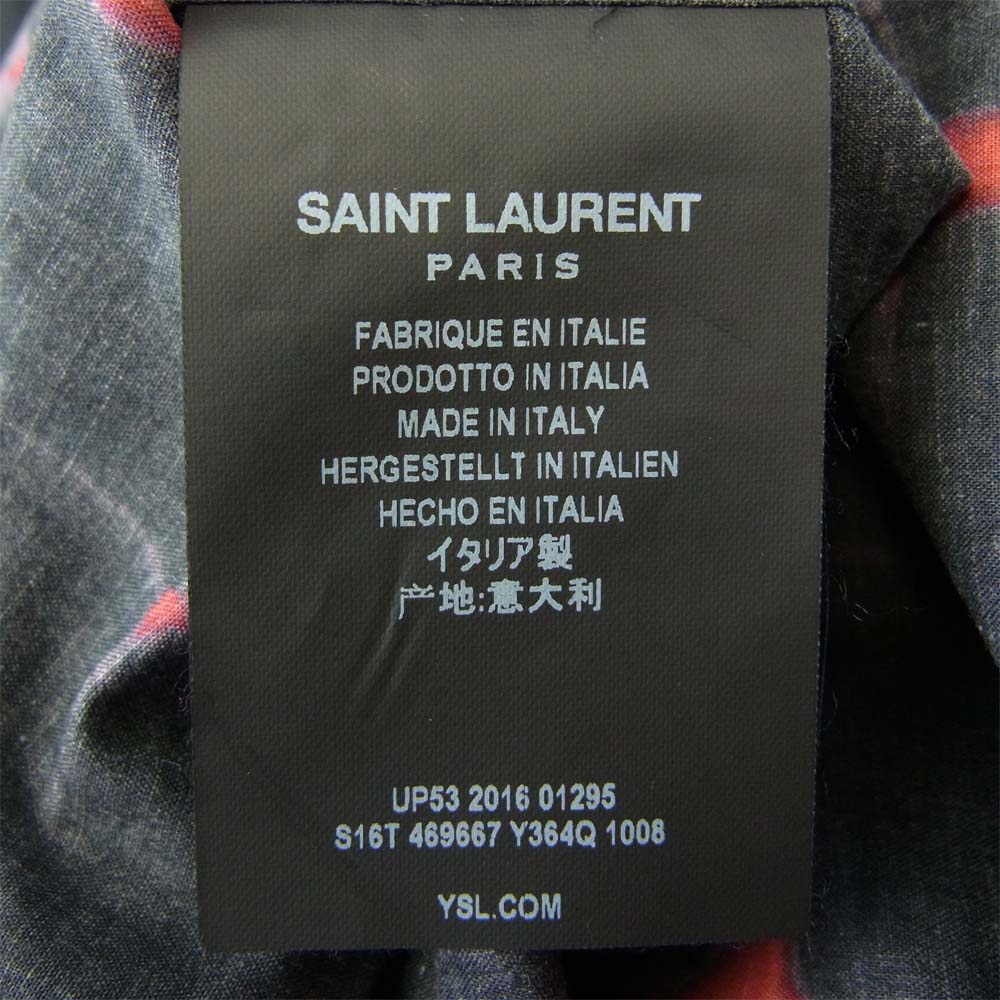 SAINT LAURENT
PARIS
FABRIQUE EN ITALIE
PRODOTTO IN ITALIA
MADE IN ITALY
HERGESTELLT IN ITALIEN
HECHO EN ITALIA
イタリア製
产地:意大利
UP53 2016 01295
S16T 469667 Y364Q 1008
YSL.COM